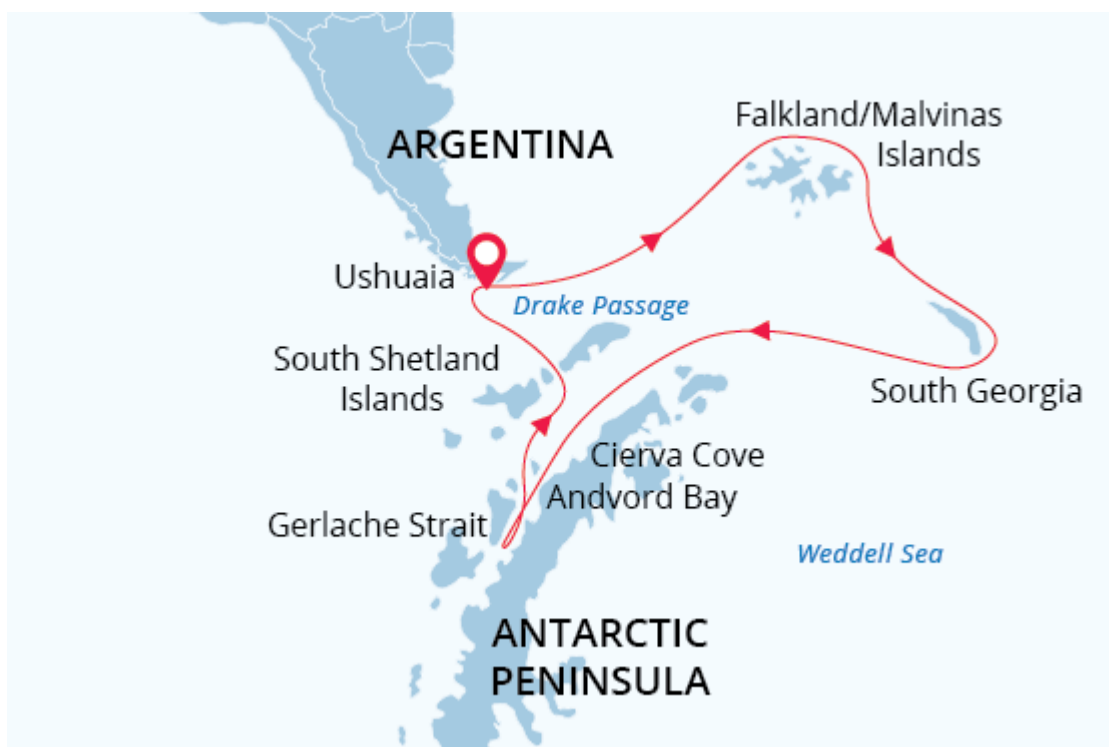 Falkland/Malvinas
Islands
ARGENTINA
Ushuaia
Drake Passage
South Shetland
Islands
South Georgia
Cierva Cove
Andvord Bay
Gerlache Strait
Weddell Sea
ANTARCTIC
PENINSULA